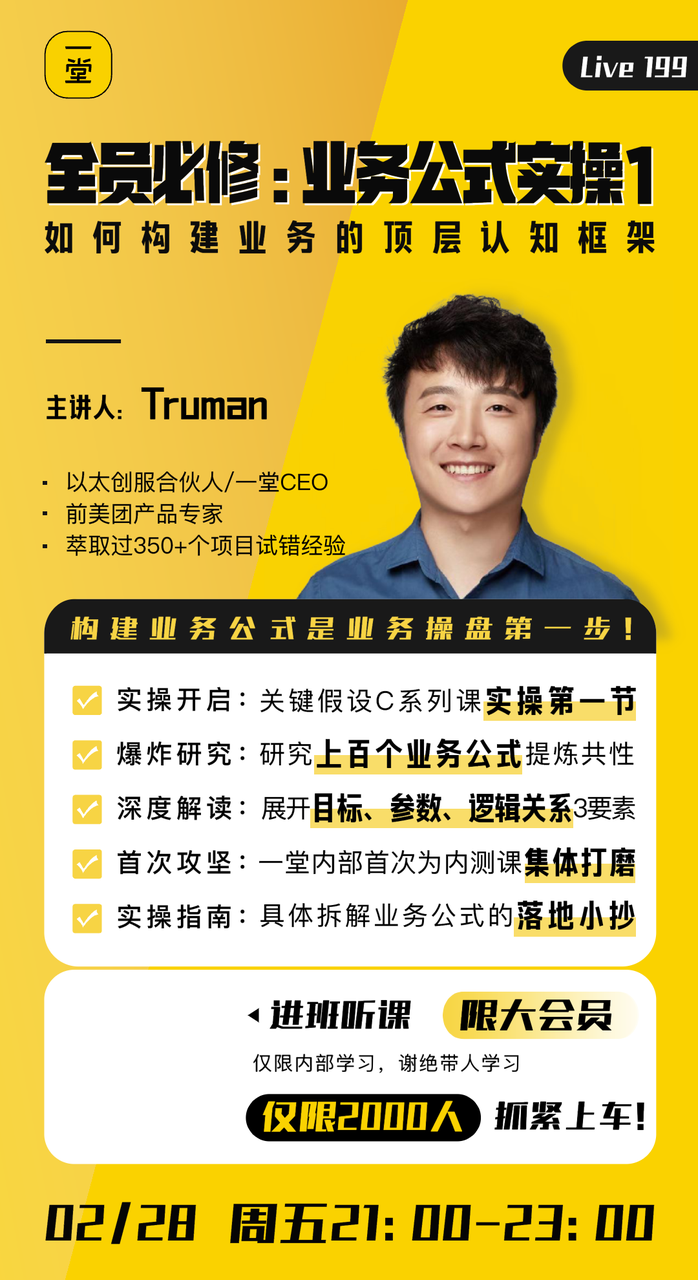 一堂
Live 199
全员必修：业务公式实操1
如何构建业务的顶层认知框架
主讲人：Truman
· 以太创服合伙人/一堂CEO
· 前美团产品专家
· 萃取过350+个项目试错经验
构建业务公式是业务操盘第一步！
实操开启：关键假设C系列课实操第一节
爆炸研究：研究上百个业务公式提炼共性
深度解读：展开目标、参数、逻辑关系3要素
首次攻坚：一堂内部首次为内测课集体打磨
实操指南：具体拆解业务公式的落地小抄
进班听课 限大会员
仅限内部学习，谢绝带人学习
仅限2000人 抓紧上车！
02/28 周五21：00-23：00